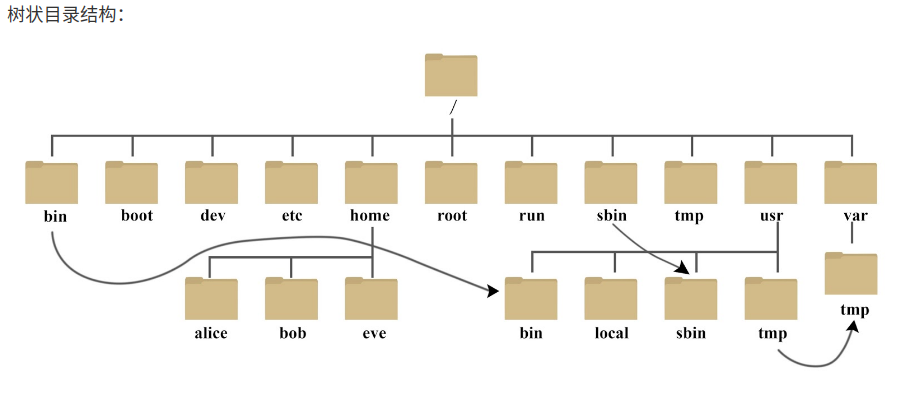 树状目录结构：
/
bin boot dev etc home root run sbin tmp usr var
tmp
alice bob eve bin local sbin tmp